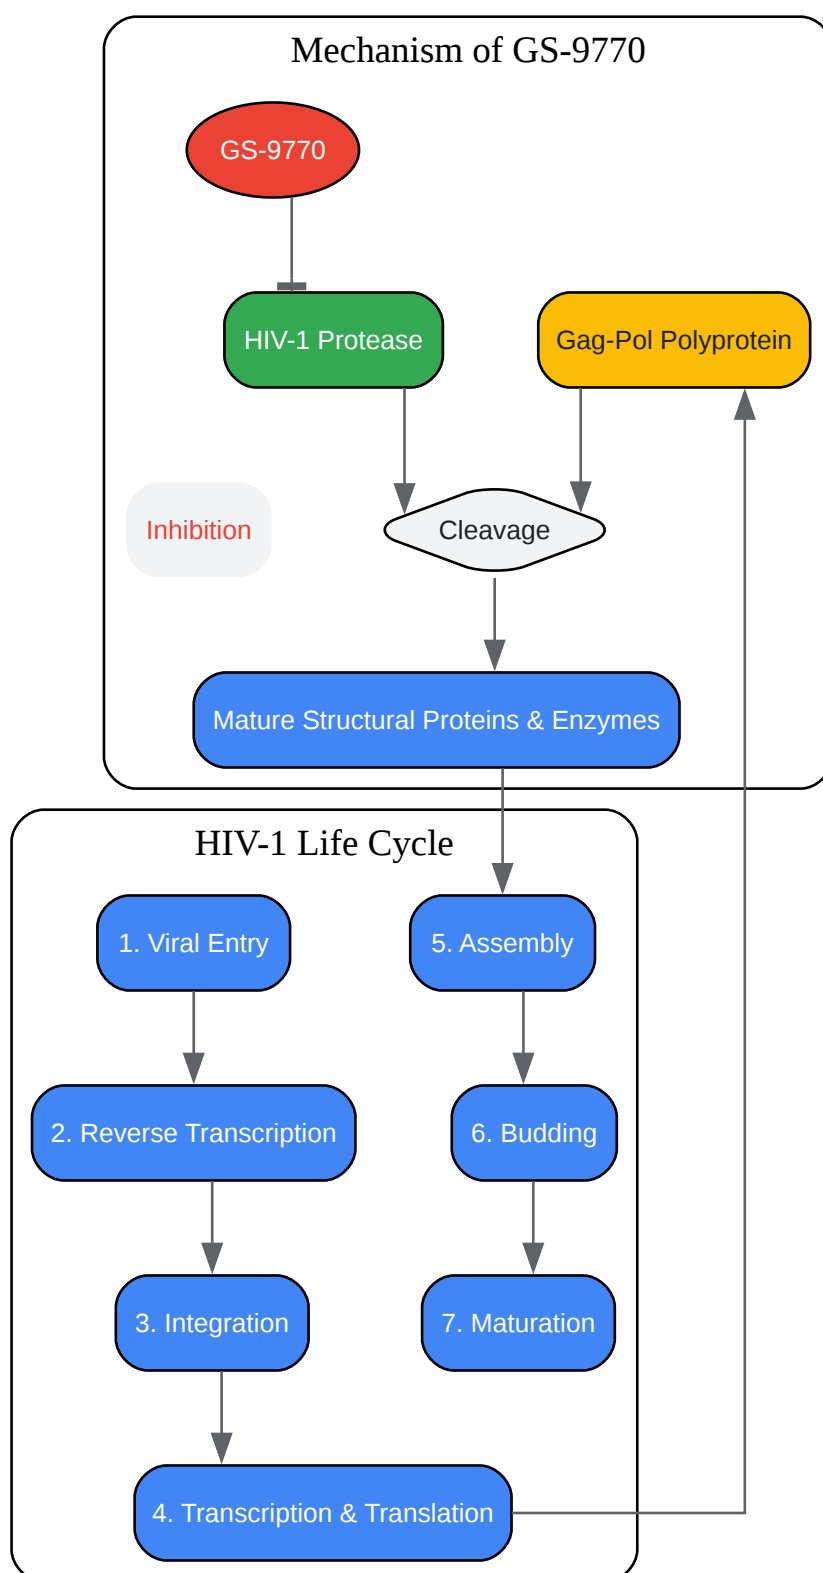 Mechanism of GS-9770
GS-9770
HIV-1 Protease
Gag-Pol Polyprotein
Inhibition
Cleavage
Mature Structural Proteins & Enzymes
HIV-1 Life Cycle
1. Viral Entry
5. Assembly
2. Reverse Transcription
6. Budding
3. Integration
7. Maturation
4. Transcription & Translation